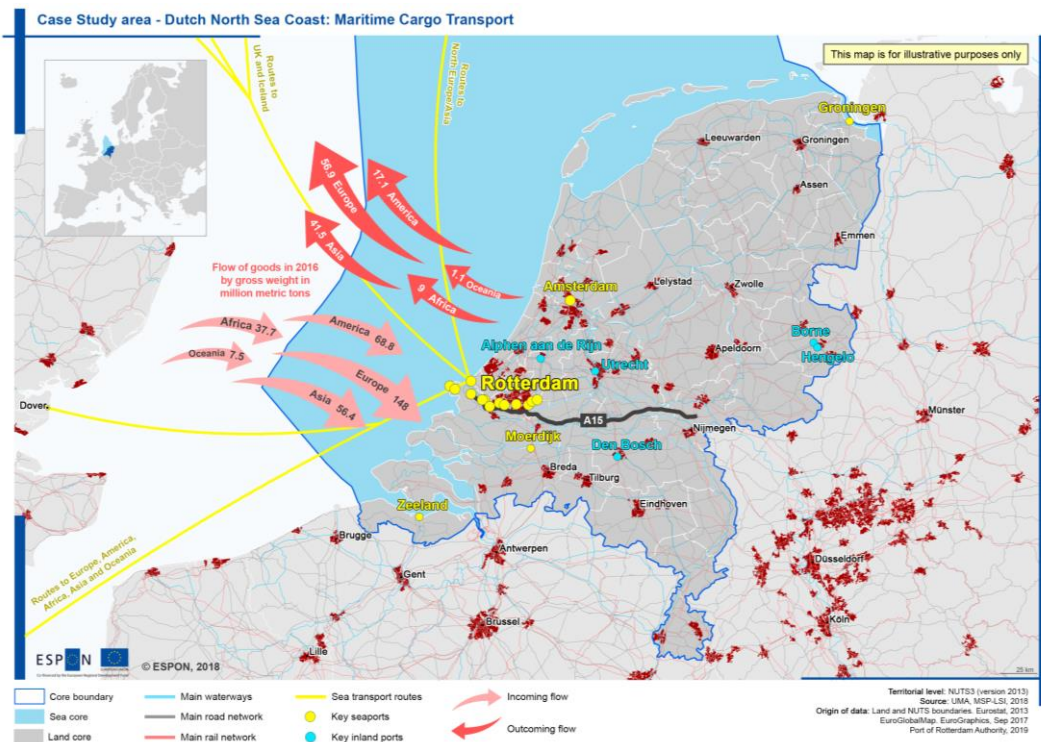 Case Study area - Dutch North Sea Coast: Maritime Cargo Transport
This map is for illustrative purposes only
Routes to
UK and Iceland
Routes to
North Europe/Asia
Groningen
Leeuwarden
Groningen
Assen
Emmen
56.9 Europe
17.1 America
41.5 Asia
1.1 Oceania
9 Africa
Flow of goods in 2016
by gross weight in
million metric tons
Africa 37.7
America 68.8
Oceania 7.5
Europe 148
Asia 56.4
Amsterdam
Lelystad
Zwolle
Alphen aan de Rijn
Utrecht
Apeldoorn
Borne
Hengelo
Rotterdam
A15
Dover
Nijmegen
Münster
Moerdijk
Den Bosch
Breda
Tilburg
Eindhoven
Zeeland
Brugge
Antwerpen
Gent
Düsseldorf
Brussel
Köln
Lille
Routes to Europe, America,
Africa, Asia and Oceania
ESPON
© ESPON, 2018
25 km
Core boundary
Sea core
Land core
Main waterways
Main road network
Main rail network
Sea transport routes
Key seaports
Key inland ports
Incoming flow
Outcoming flow
Territorial level: NUTS3 (version 2013)
Source: UMA, MSP-LSI, 2018
Origin of data: Land and NUTS boundaries. Eurostat, 2013
EuroGlobalMap. EuroGraphics, Sep 2017
Port of Rotterdam Authority, 2019